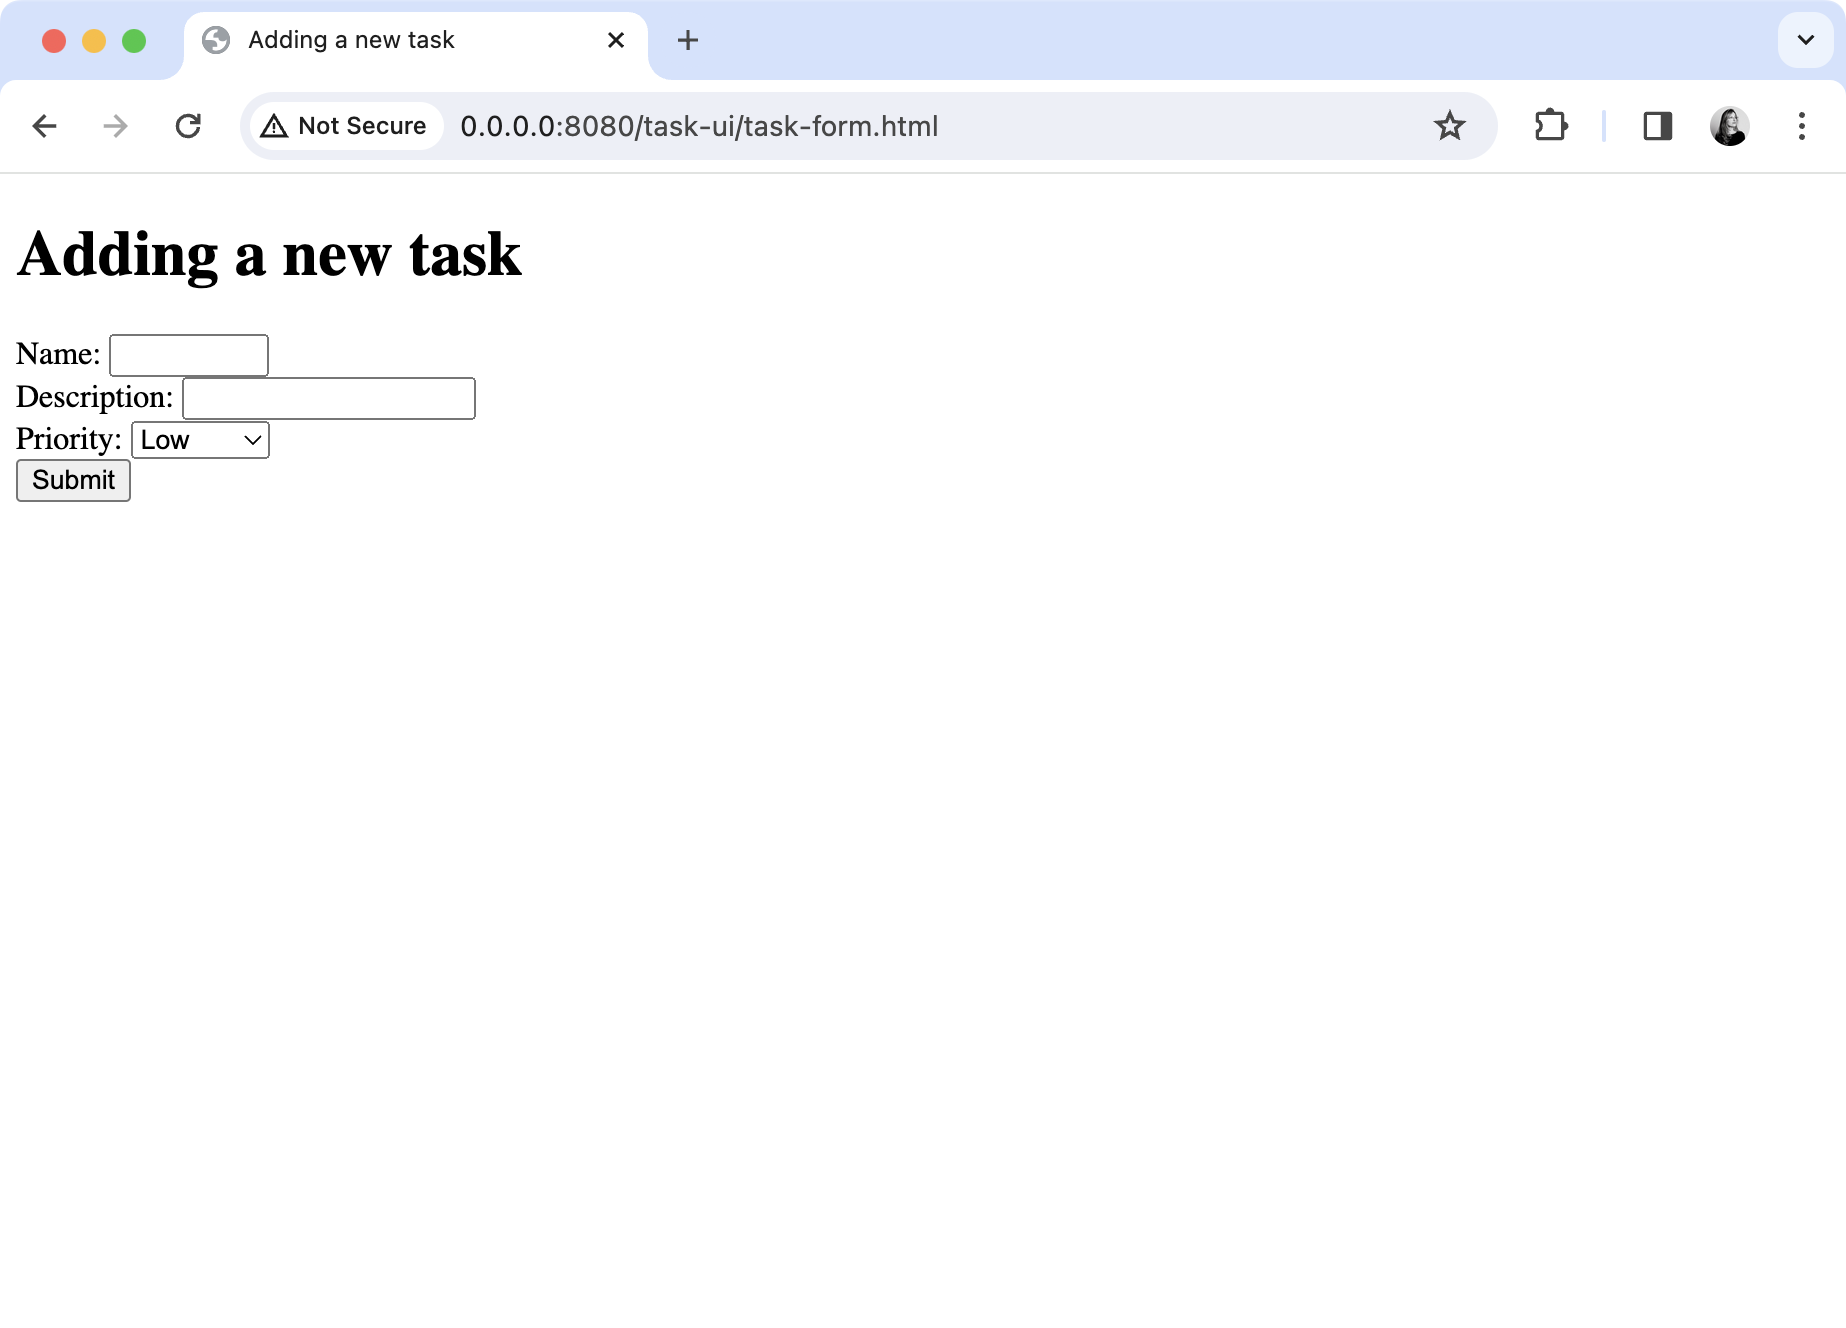 Adding a new task
Not Secure 0.0.0.0:8080/task-ui/task-form.html
Adding a new task
Name:
Description:
Priority: Low
Submit